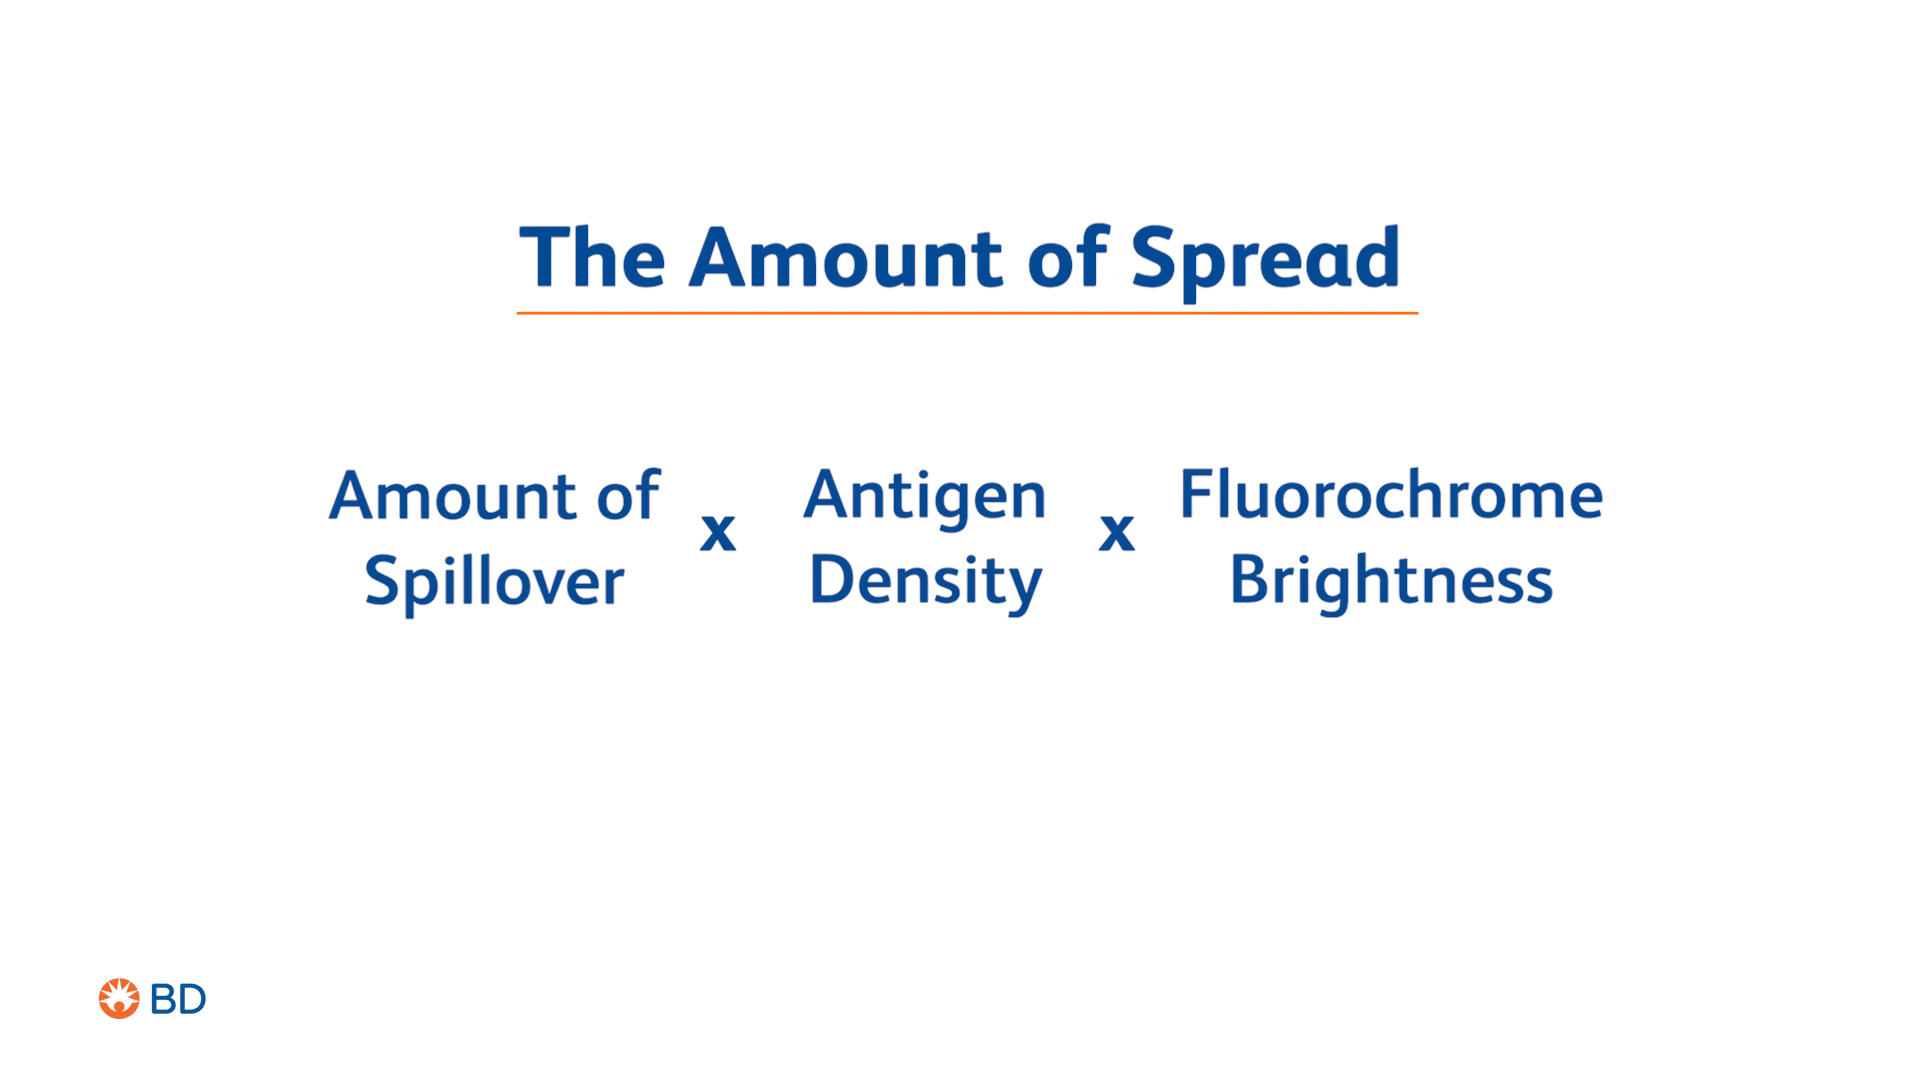 The Amount of Spread
Amount of
Spillover
x
Antigen
Density
x
Fluorochrome
Brightness
BD